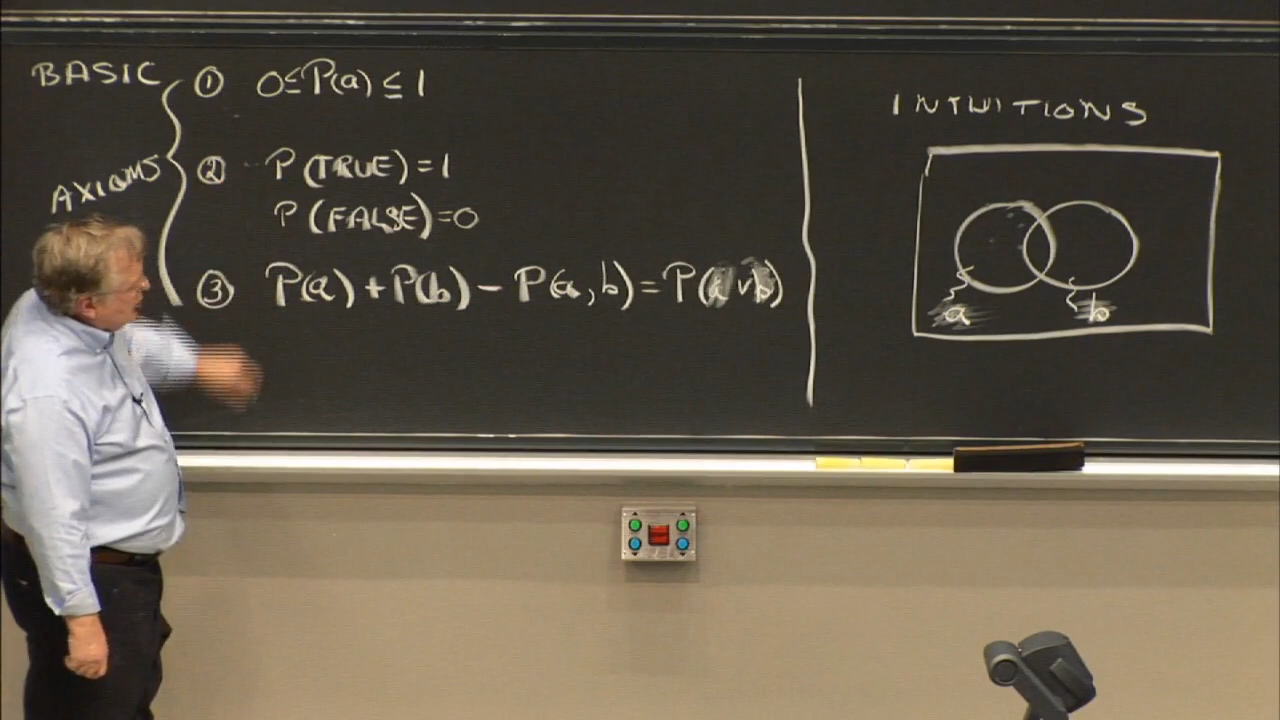 BASIC
AXIOMS
① 0≤P(a)≤1
② P(TRUE)=1
P(FALSE)=0
③ P(a)+P(b)-P(a,b)=P(a∨b)
INTUITIONS
a
b